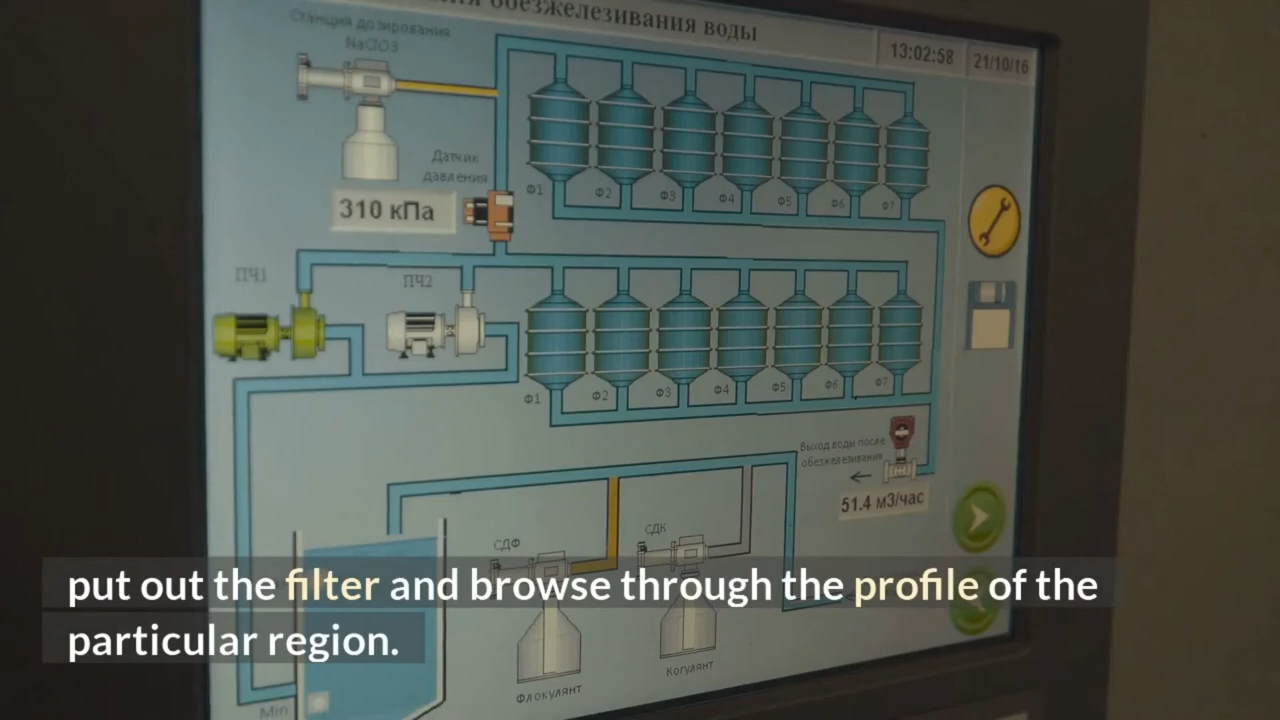 обезжелезивания воды
13:02:58
21/10/16
Станция дозирования
NaClO3
Датчик
давления
310 кПа
Ф1
Ф2
Ф3
Ф4
Ф5
Ф6
Ф7
ПЧ1
ПЧ2
Ф1
Ф2
Ф3
Ф4
Ф5
Ф6
Ф7
Выход воды после
обезжелезивания
51.4 м3/час
СДФ
СДК
put out the filter and browse through the profile of the
particular region.
Флокулянт
Когулянт
Min